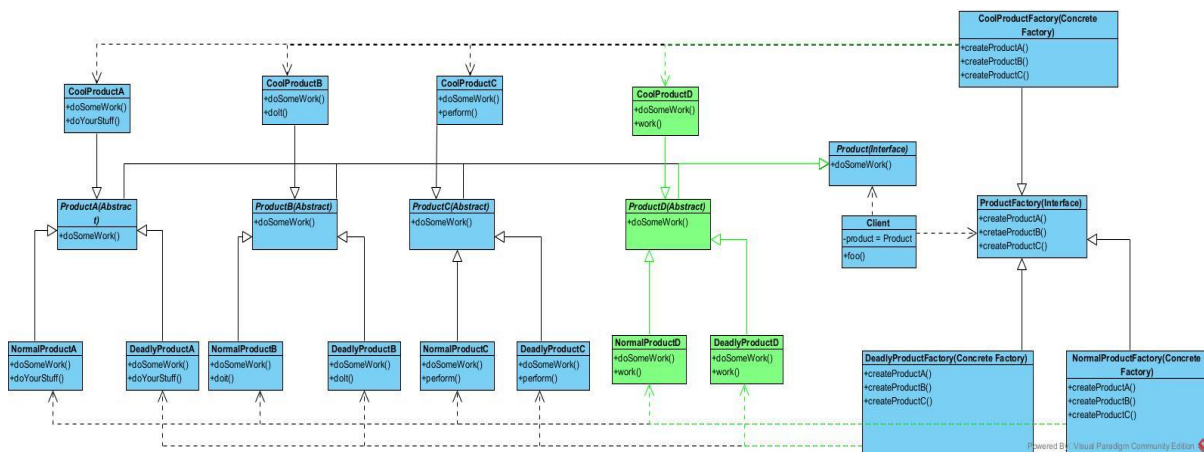 CoolProductFactory(Concrete
Factory)
+createProductA()
+createProductB()
+createProductC()
CoolProductA
+doSomeWork()
+doYourStuff()
CoolProductB
+doSomeWork()
+doIt()
CoolProductC
+doSomeWork()
+perform()
CoolProductD
+doSomeWork()
+work()
Product(Interface)
+doSomeWork()
ProductA(Abstrac
t)
+doSomeWork()
ProductB(Abstract)
+doSomeWork()
ProductC(Abstract)
+doSomeWork()
ProductD(Abstract)
+doSomeWork()
Client
-product = Product
+foo()
ProductFactory(Interface)
+createProductA()
+cretaeProductB()
+createProductC()
NormalProductA
+doSomeWork()
+doYourStuff()
DeadlyProductA
+doSomeWork()
+doYourStuff()
NormalProductB
+doSomeWork()
+doit()
DeadlyProductB
+doSomeWork()
+doIt()
NormalProductC
+doSomeWork()
+perform()
DeadlyProductC
+doSomeWork()
+perform()
NormalProductD
+doSomeWork()
+work()
DeadlyProductD
+doSomeWork()
+work()
DeadlyProductFactory(Concrete Factory)
+createProductA()
+createProductB()
+createProductC()
NormalProductFactory(Concrete
Factory)
+createProductA()
+createProductB()
+createProductC()
Powered By Visual Paradigm Community Edition